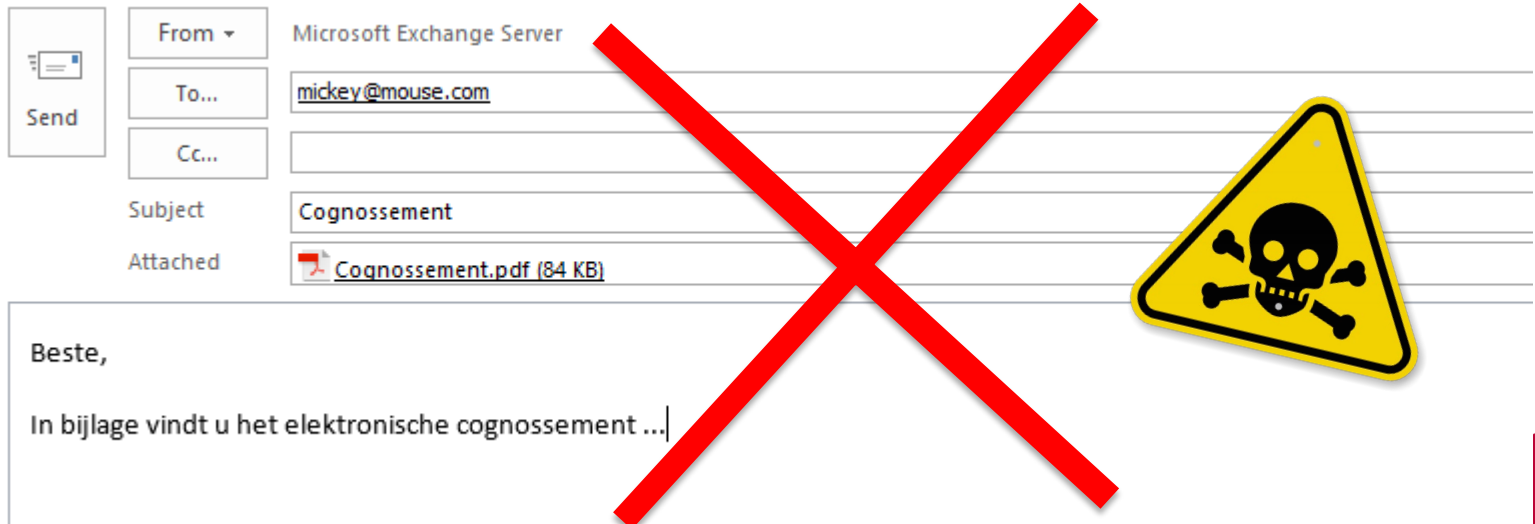 From
Microsoft Exchange Server
Send
To...
mickey@mouse.com
Cc...
Subject
Cognossement
Attached
Cognossement.pdf (84 KB)
Beste,
In bijlage vindt u het elektronische cognossement ...